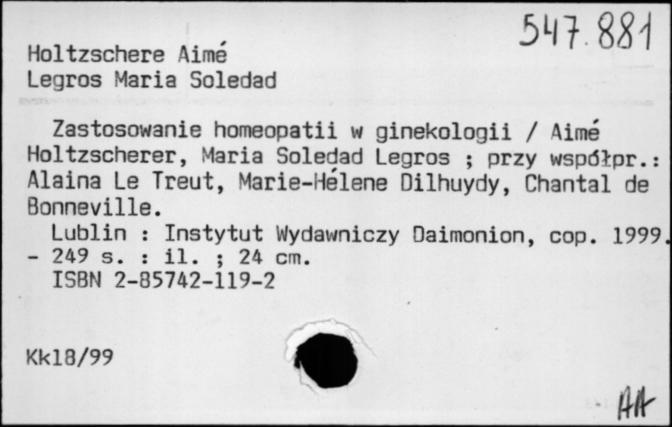 547.881
Holtzschere Aimé
Legros Maria Soledad
Zastosowanie homeopatii w ginekologii / Aimé
Holtzscherer, Maria Soledad Legros ; przy współpr.:
Alaina Le Treut, Marie-Hélene Dilhuydy, Chantal de
Bonneville.
Lublin : Instytut Wydawniczy Daimonion, cop. 1999.
- 249 s. : il. ; 24 cm.
ISBN 2-85742-119-2
Kk18/99
AA